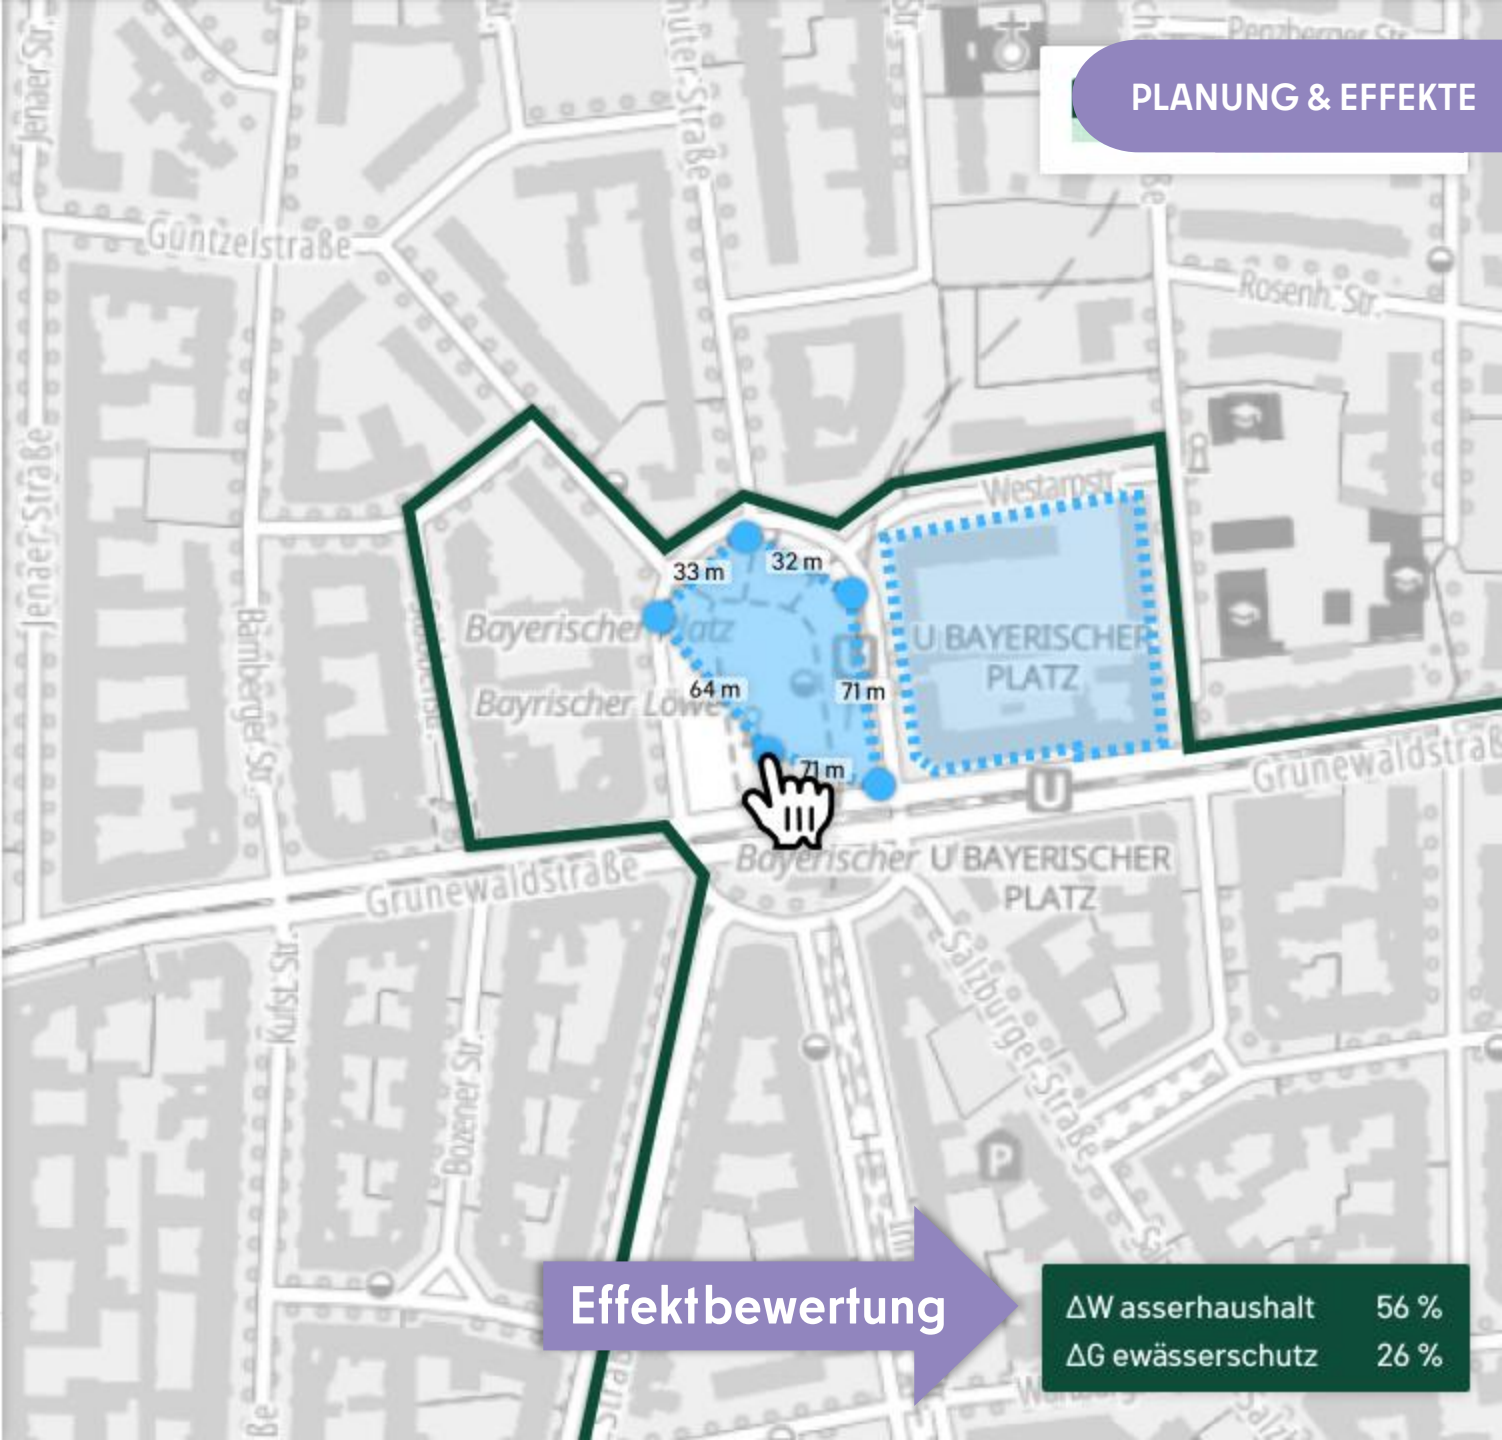 Jenaer Str.
Penzberger Str.
PLANUNG & EFFEKTE
Güntzelstraße
Rosenh. Str.
Jenaer Straße
Westarpstr.
33 m
32 m
Bayerischer Platz
U BAYERISCHER
PLATZ
Bamberger Str.
64 m
71 m
Bayrischer Löwe
71 m
U
Grunewaldstraß
Bayerischer
U BAYERISCHER
PLATZ
Grunewaldstraße
Kufst. Str.
Salzburger Straße
Bozener Str.
P
Effektbewertung
ΔW asserhaushalt 56 %
ΔG ewässerschutz 26 %